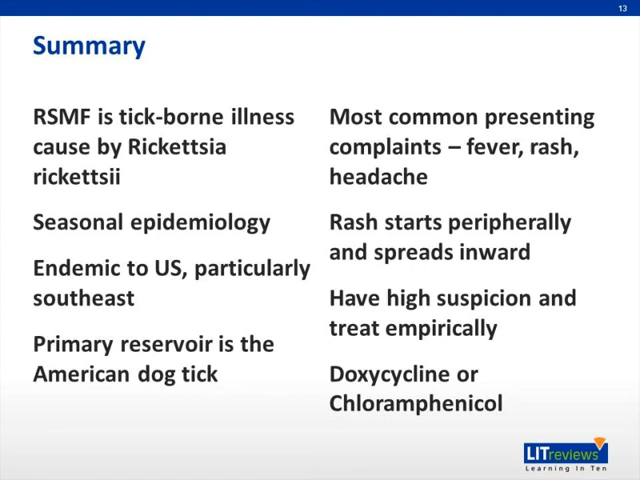 13
Summary
RSMF is tick-borne illness
cause by Rickettsia
rickettsii
Seasonal epidemiology
Endemic to US, particularly
southeast
Primary reservoir is the
American dog tick
Most common presenting
complaints – fever, rash,
headache
Rash starts peripherally
and spreads inward
Have high suspicion and
treat empirically
Doxycycline or
Chloramphenicol
LITreviews
Learning In Ten